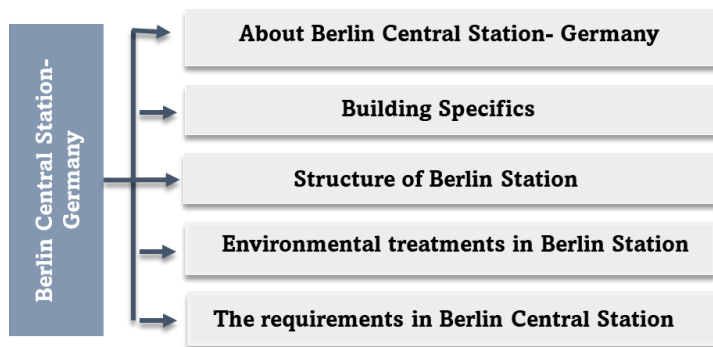 Berlin Central Station-
Germany
About Berlin Central Station- Germany
Building Specifics
Structure of Berlin Station
Environmental treatments in Berlin Station
The requirements in Berlin Central Station